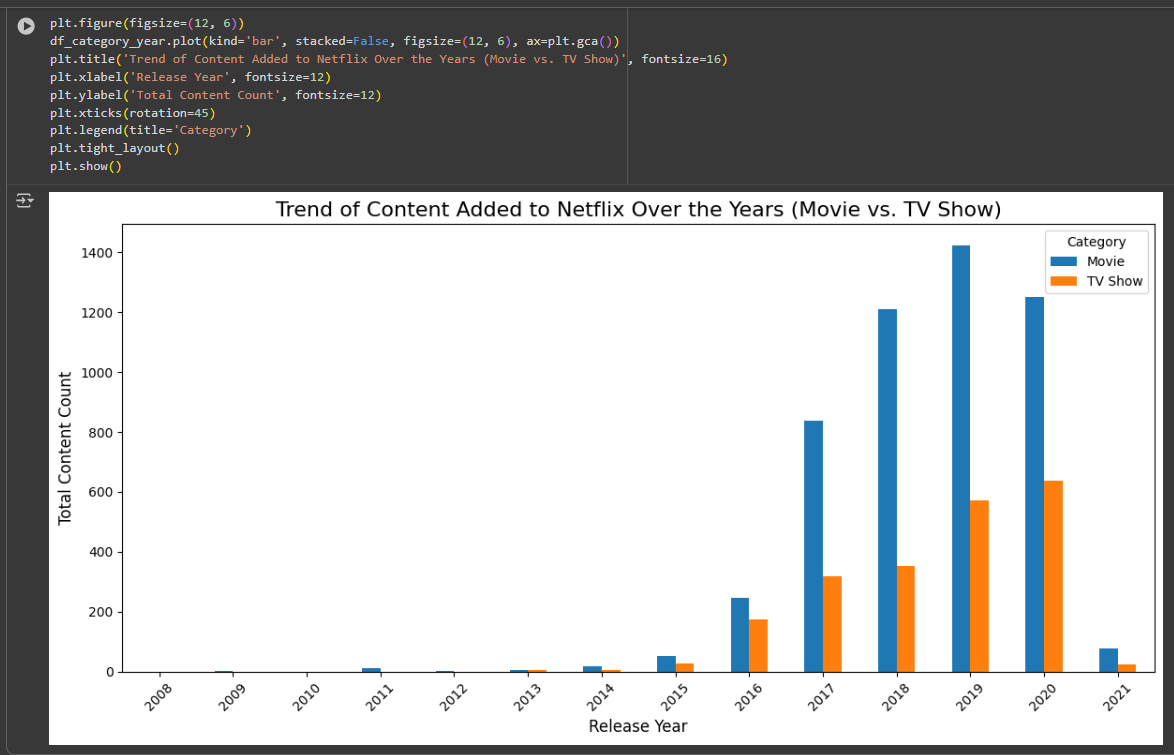 plt.figure(figsize=(12, 6))
df_category_year.plot(kind='bar', stacked=False, figsize=(12, 6), ax=plt.gca())
plt.title('Trend of Content Added to Netflix Over the Years (Movie vs. TV Show)', fontsize=16)
plt.xlabel('Release Year', fontsize=12)
plt.ylabel('Total Content Count', fontsize=12)
plt.xticks(rotation=45)
plt.legend(title='Category')
plt.tight_layout()
plt.show()
Trend of Content Added to Netflix Over the Years (Movie vs. TV Show)
Category
Movie
TV Show
Total Content Count
1400
1200
1000
800
600
400
200
0
2008 2009 2010 2011 2012 2013 2014 2015 2016 2017 2018 2019 2020 2021
Release Year